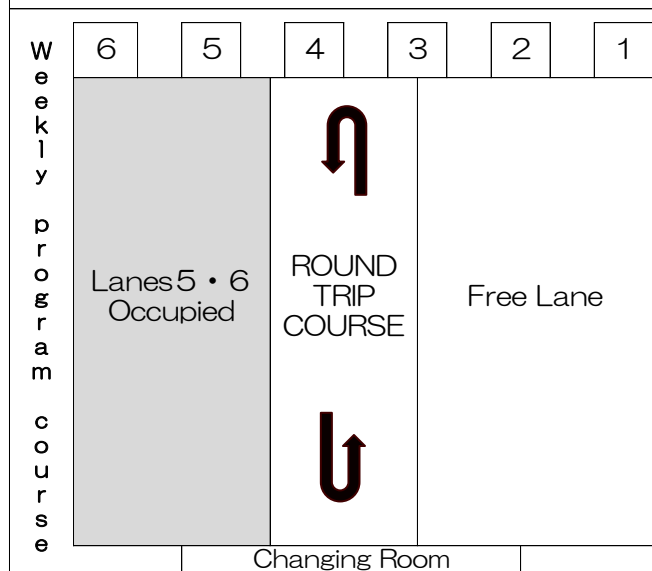 Weekly program course
6 5 4 3 2 1
Lanes5・6
Occupied
ROUND
TRIP
COURSE
Free Lane
Changing Room